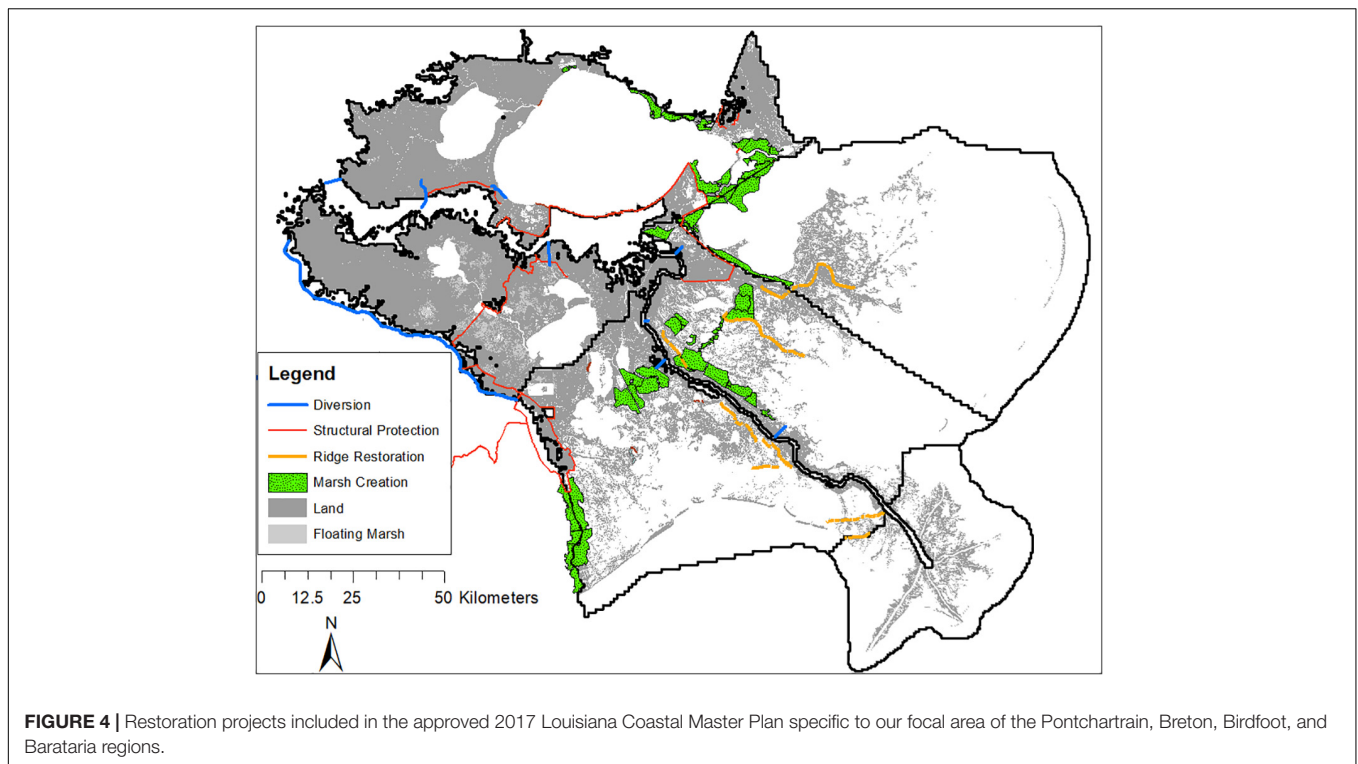 Legend
Diversion
Structural Protection
Ridge Restoration
Marsh Creation
Land
Floating Marsh
0 12.5 25 50 Kilometers
N
FIGURE 4 | Restoration projects included in the approved 2017 Louisiana Coastal Master Plan specific to our focal area of the Pontchartrain, Breton, Birdfoot, and
Barataria regions.